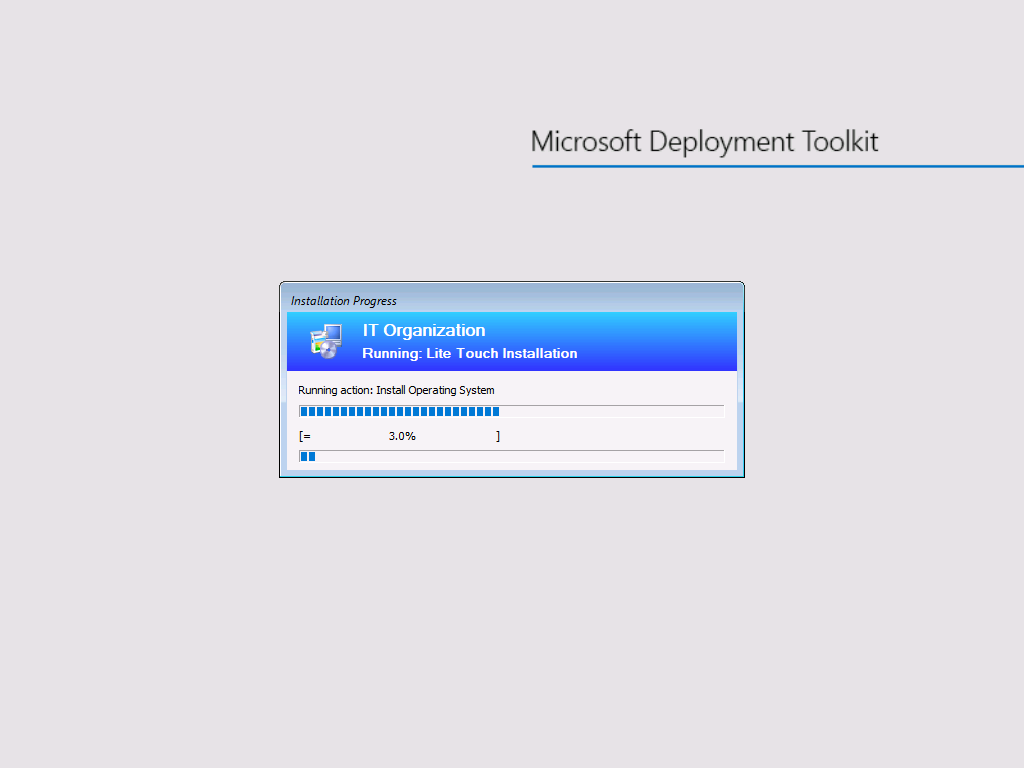 Microsoft Deployment Toolkit
Installation Progress
IT Organization
Running: Lite Touch Installation
Running action: Install Operating System
[= 3.0% ]